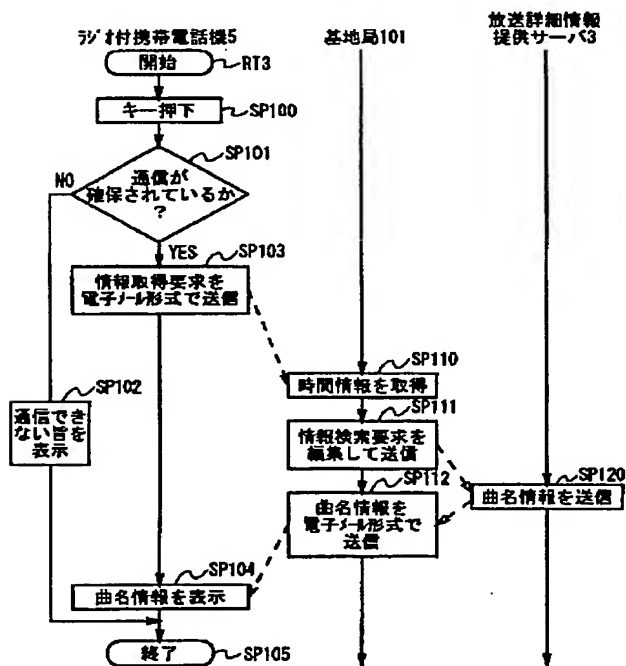 ラジオ付携帯電話機5
基地局101
放送詳細情報
提供サーバ3
開始
RT3
キー押下
SP100
SP101
通信が
確保されているか
?
NO
YES
SP103
情報取得要求を
電子メール形式で送信
SP110
時間情報を取得
SP102
通信でき
ない旨を
表示
SP111
情報検索要求を
編集して送信
SP120
曲名情報を送信
SP112
曲名情報を
電子メール形式で
送信
SP104
曲名情報を表示
終了
SP105